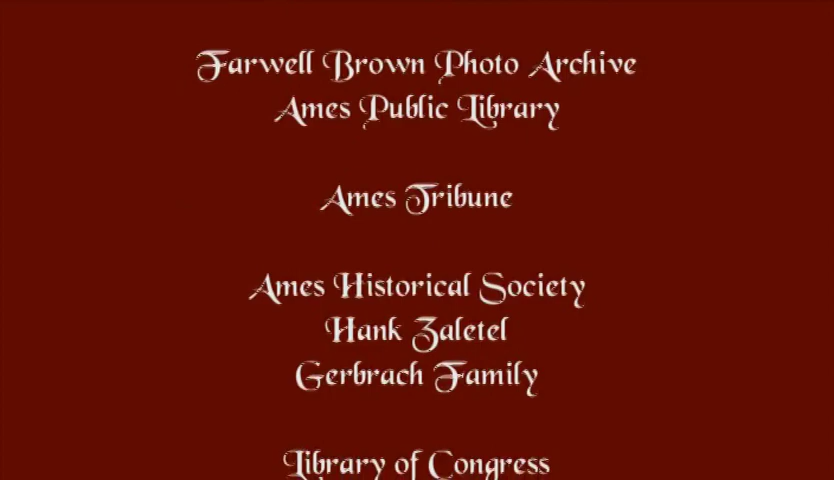 Farwell Brown Photo Archive
Ames Public Library
Ames Tribune
Ames Historical Society
Hank Zaletel
Gerbrach Family
Library of Congress